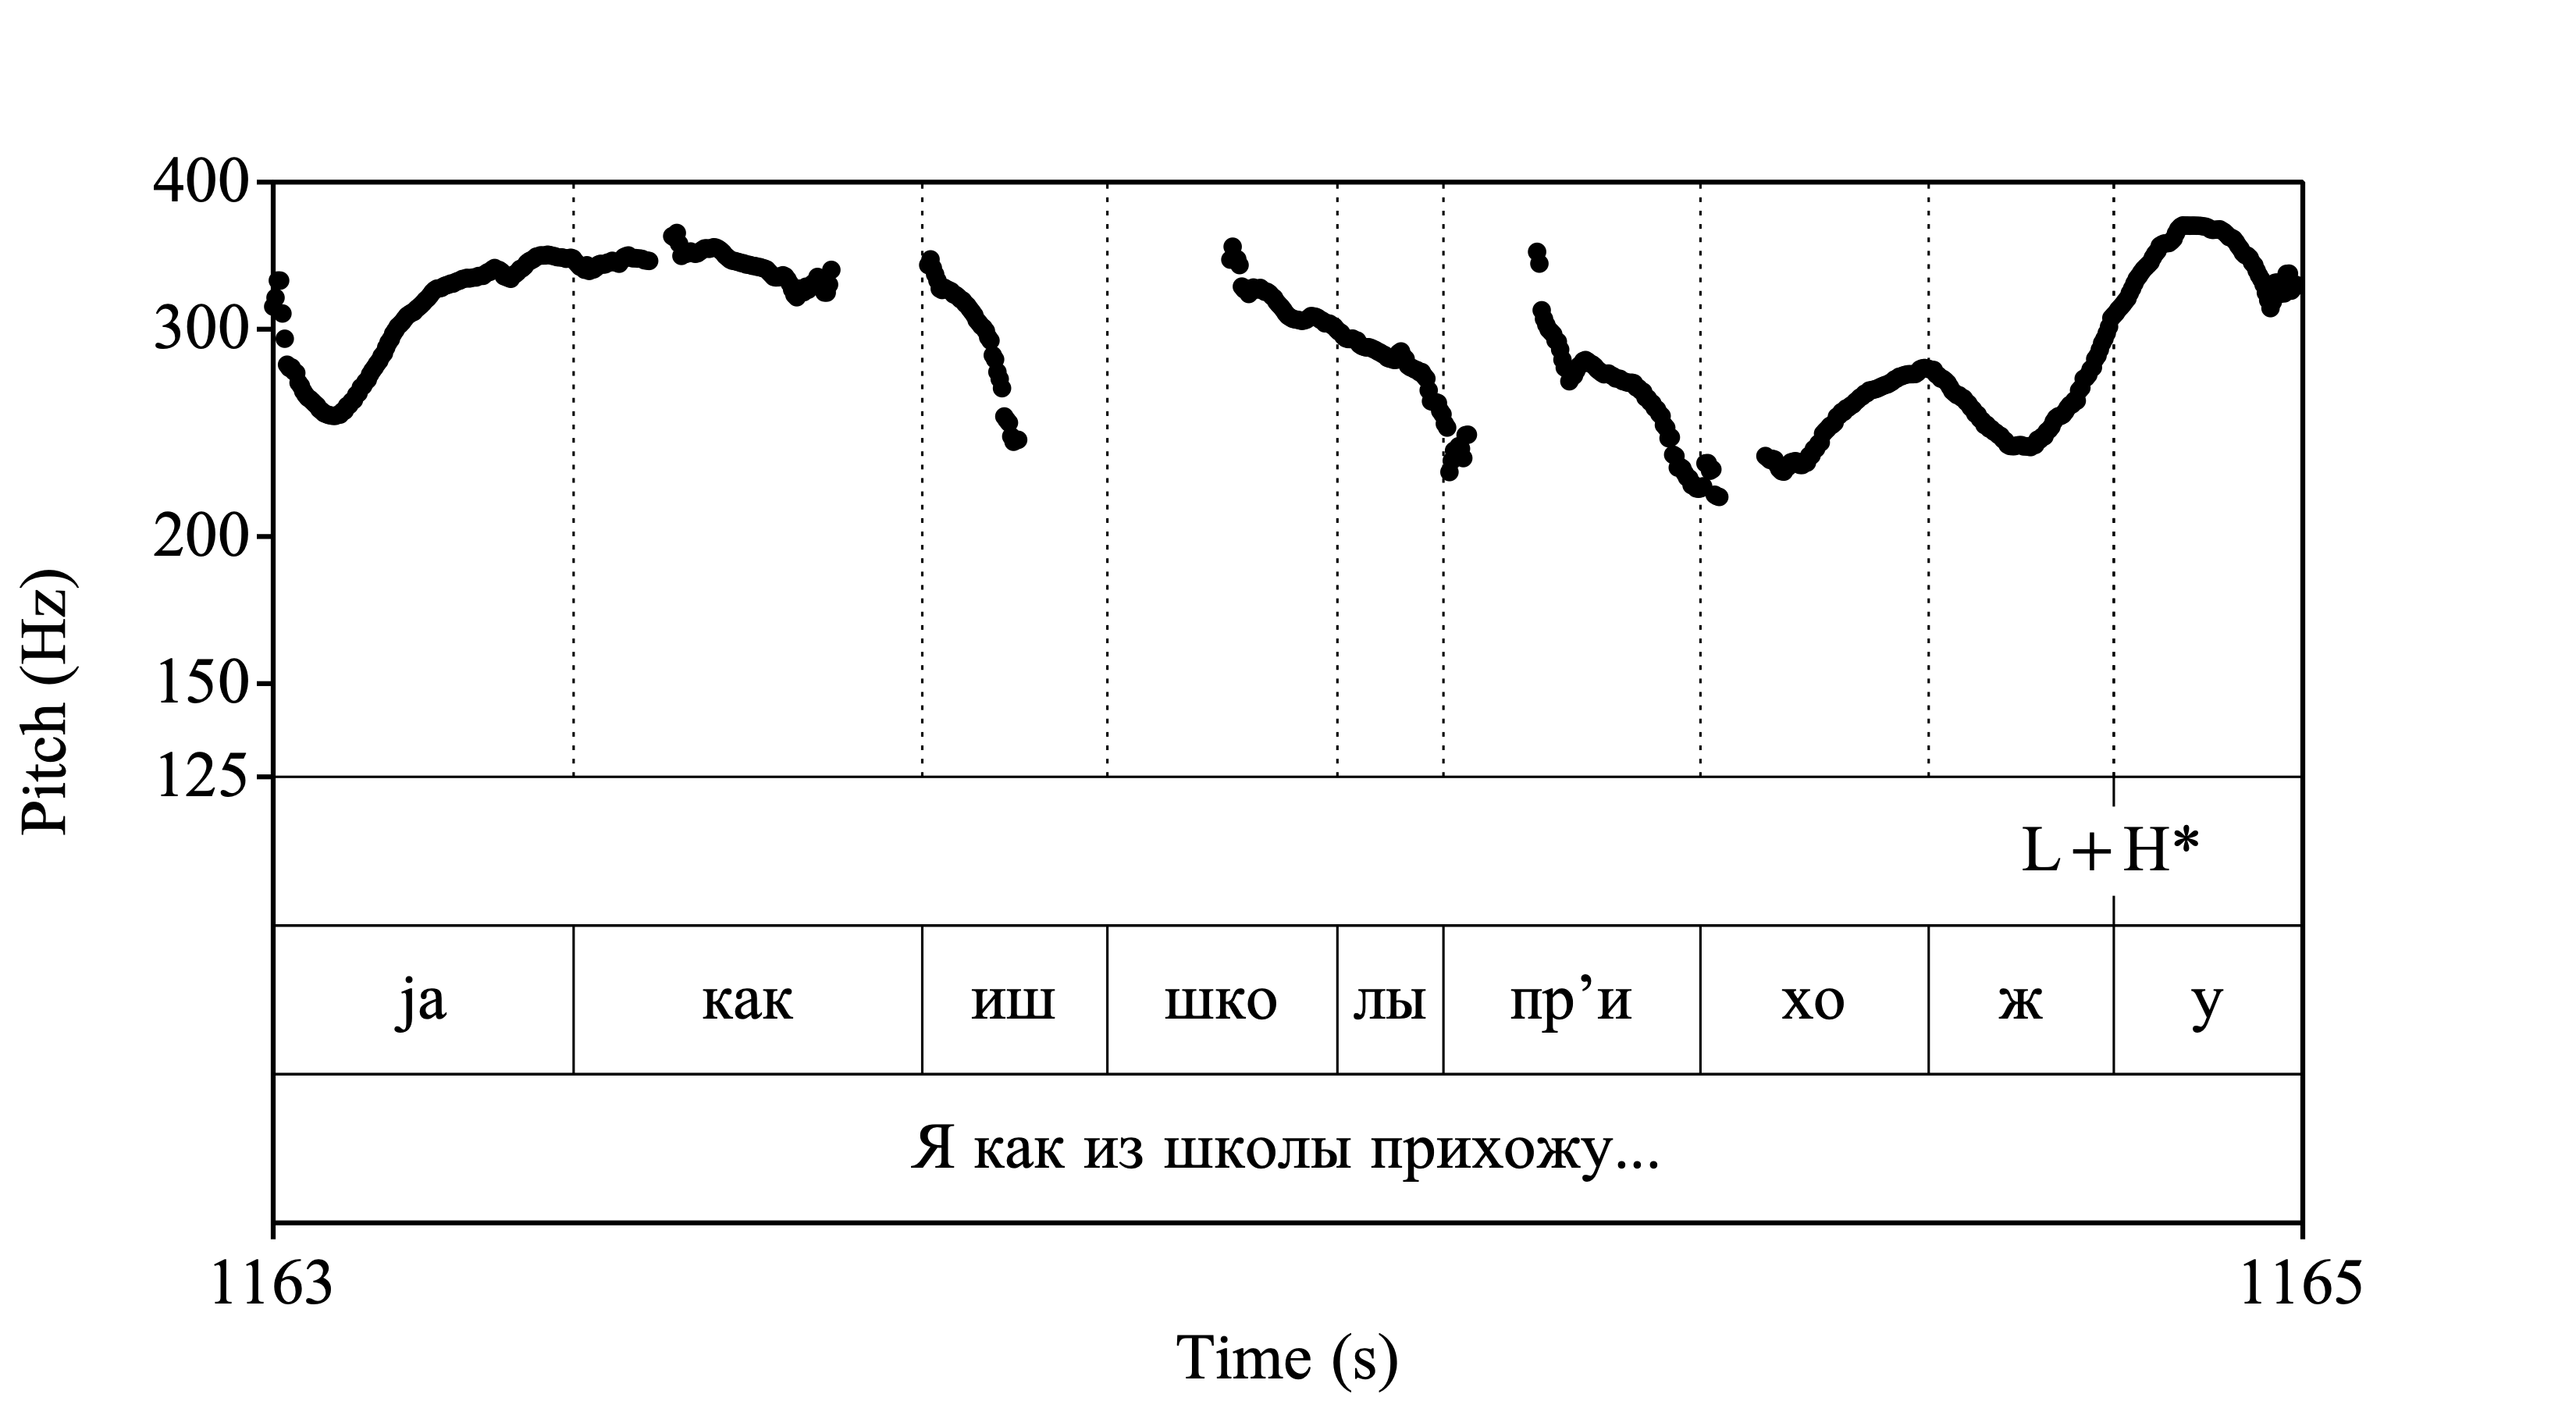 400
300
200
150
125
Pitch (Hz)
L+H*
ја как иш шко лы пр’и хо ж у
Я как из школы прихожу...
1163 1165
Time (s)